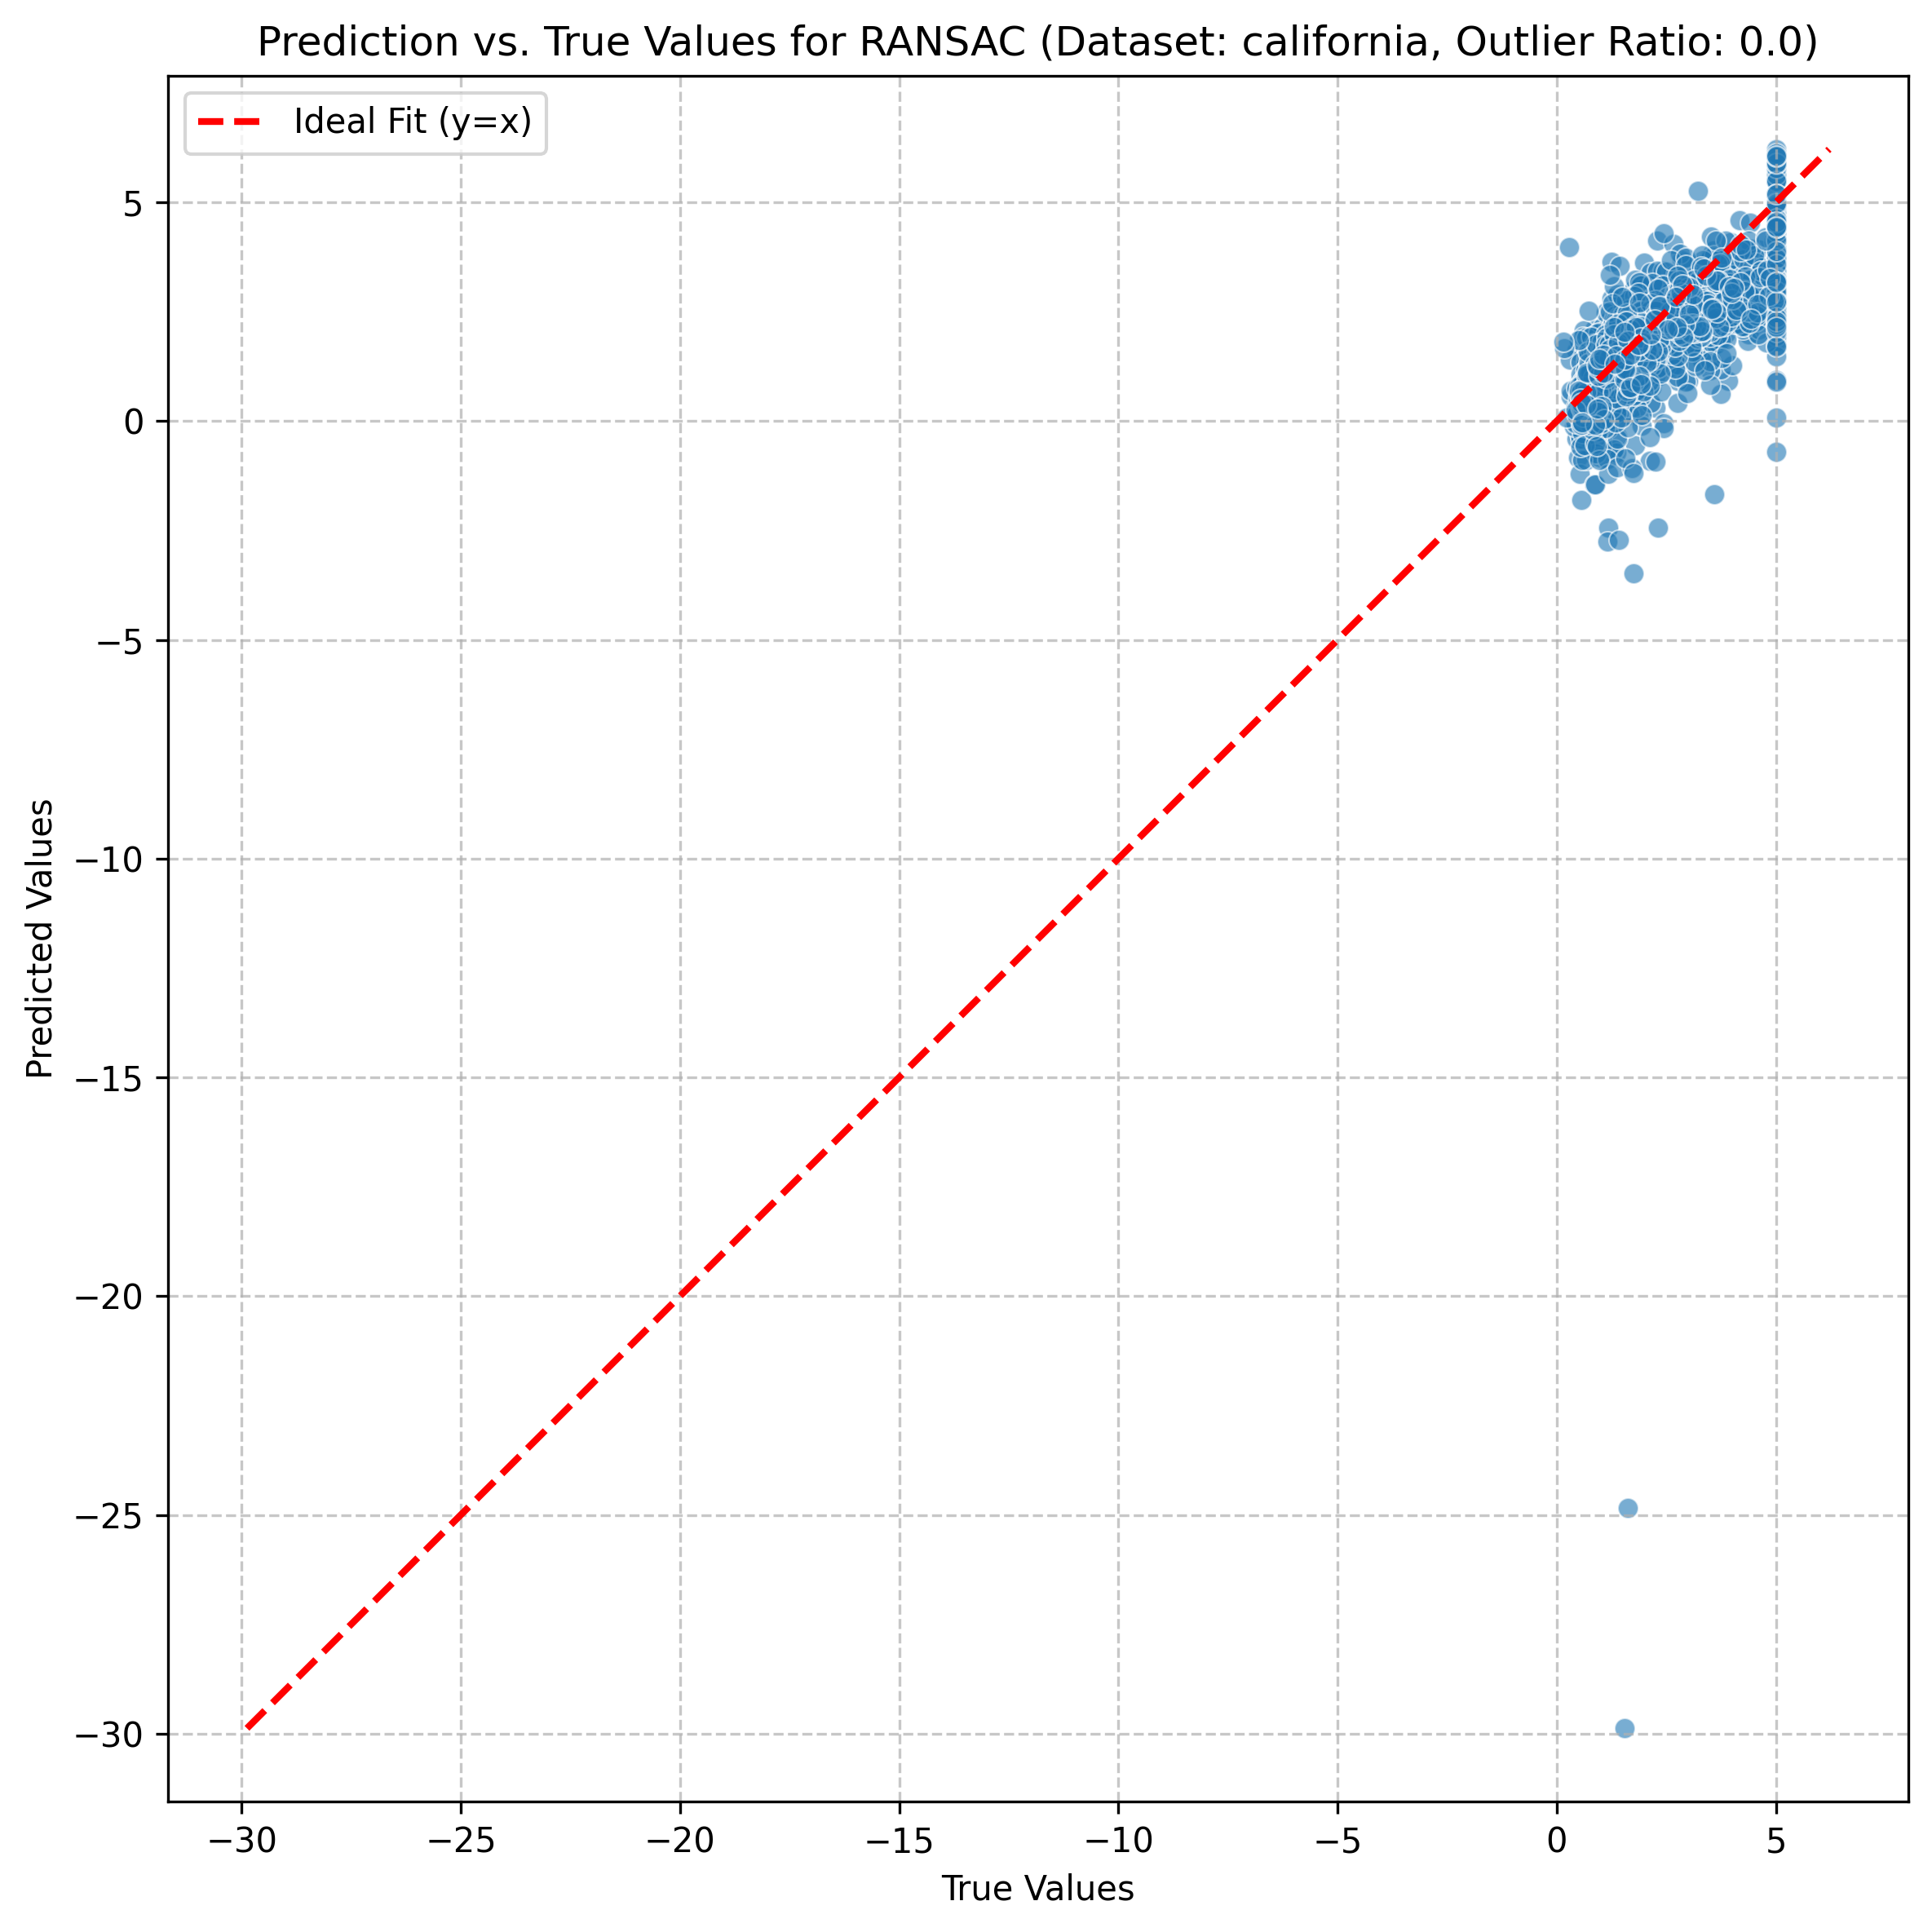 Prediction vs. True Values for RANSAC (Dataset: california, Outlier Ratio: 0.0)
Ideal Fit (y=x)
Predicted Values
5
0
−5
−10
−15
−20
−25
−30
−30 −25 −20 −15 −10 −5 0 5
True Values